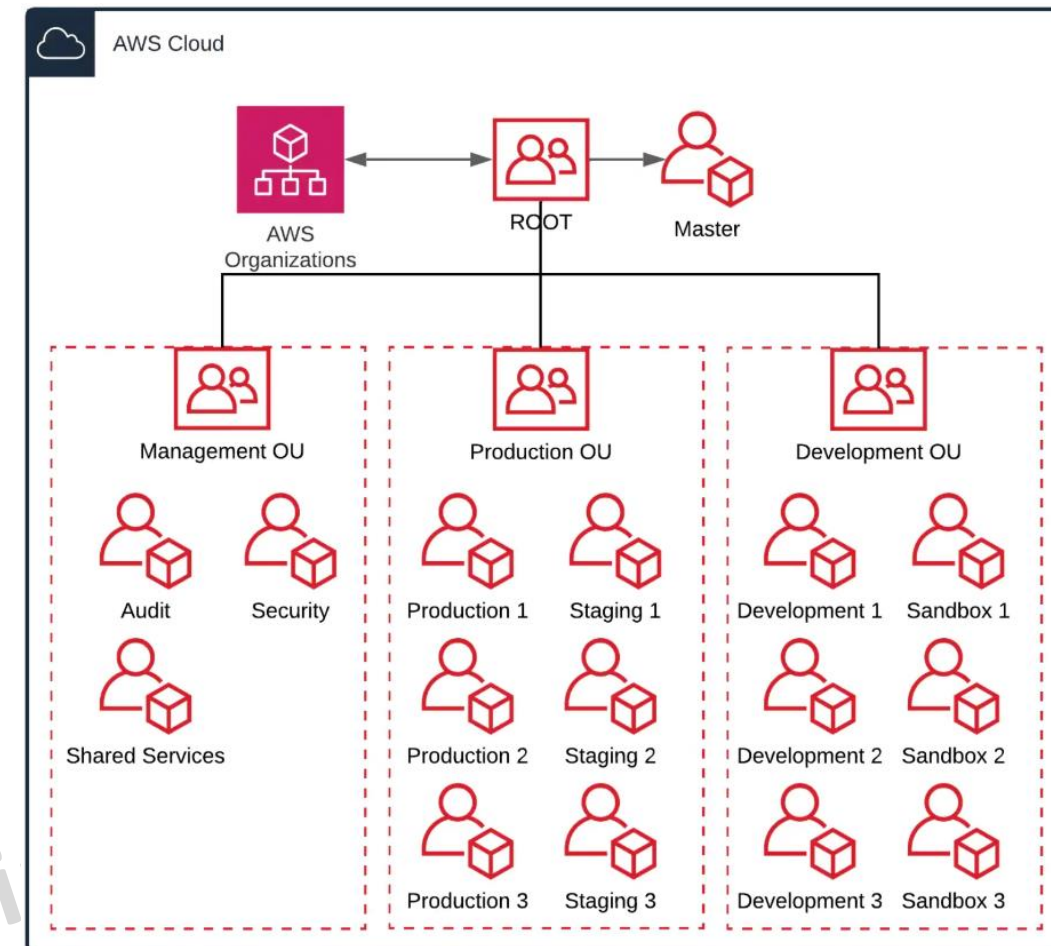 AWS Cloud
AWS
Organizations
ROOT
Master
Management OU
Production OU
Development OU
Audit
Security
Production 1
Staging 1
Development 1
Sandbox 1
Shared Services
Production 2
Staging 2
Development 2
Sandbox 2
Production 3
Staging 3
Development 3
Sandbox 3